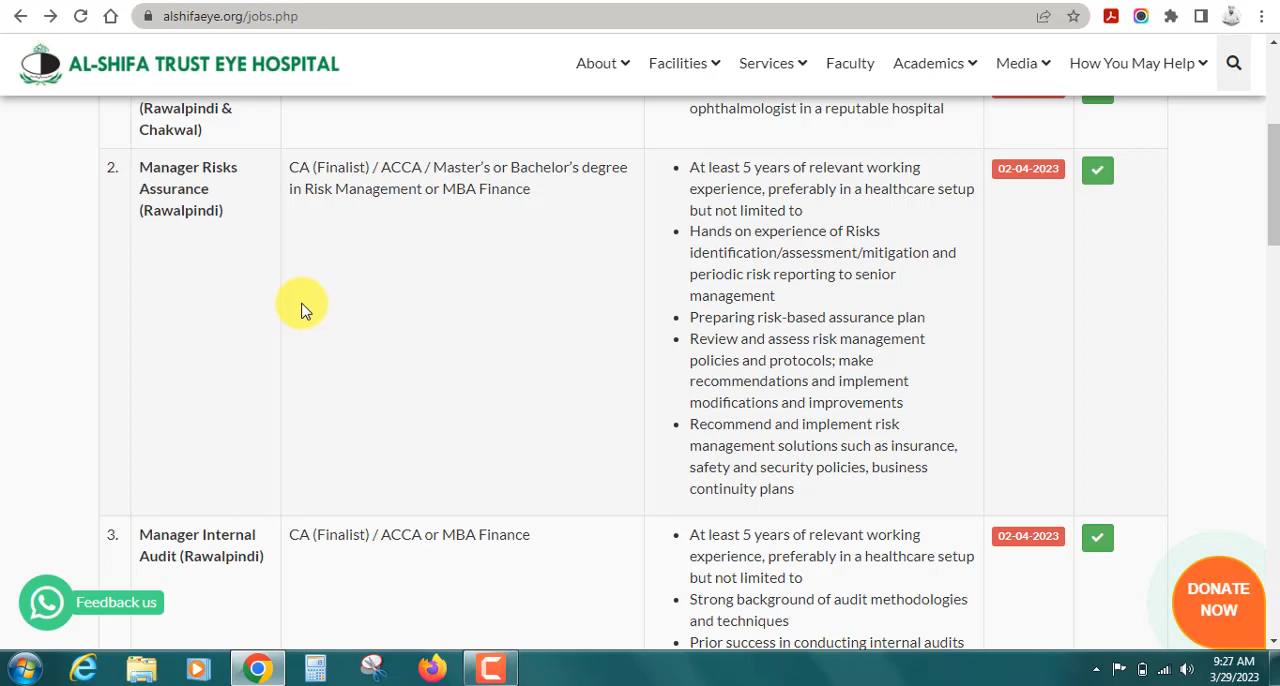 alshifaeye.org/jobs.php
AL-SHIFA TRUST EYE HOSPITAL
About
Facilities
Services
Faculty
Academics
Media
How You May Help
(Rawalpindi &
Chakwal)
ophthalmologist in a reputable hospital
2.
Manager Risks
Assurance
(Rawalpindi)
CA (Finalist) / ACCA / Master's or Bachelor's degree
in Risk Management or MBA Finance
At least 5 years of relevant working
experience, preferably in a healthcare setup
but not limited to
Hands on experience of Risks
identification/assessment/mitigation and
periodic risk reporting to senior
management
Preparing risk-based assurance plan
Review and assess risk management
policies and protocols; make
recommendations and implement
modifications and improvements
Recommend and implement risk
management solutions such as insurance,
safety and security policies, business
continuity plans
02-04-2023
3.
Manager Internal
Audit (Rawalpindi)
CA (Finalist) / ACCA or MBA Finance
At least 5 years of relevant working
experience, preferably in a healthcare setup
but not limited to
Strong background of audit methodologies
and techniques
Prior success in conducting internal audits
02-04-2023
Feedback us
DONATE
NOW
9:27 AM
3/29/2023